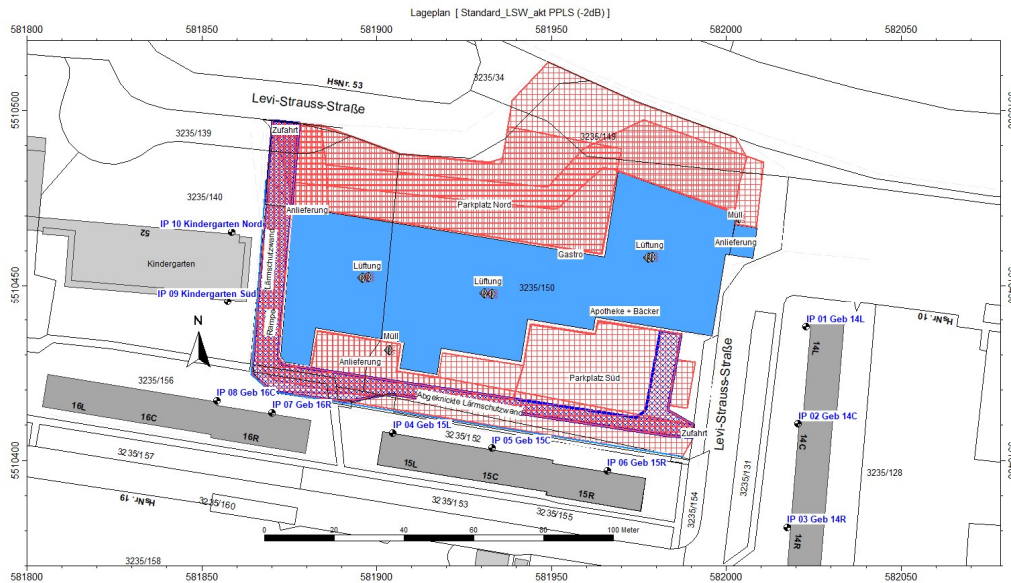 Lageplan [ Standard_LSW_akt PPLS (-2dB) ]
581800
581850
581900
581950
582000
582050
5510500
5510500
HsNr. 53
3235/34
Levi-Strauss-Straße
Zufahrt
3235/139
3235/149
3235/140
Parkplatz Nord
Anlieferung
Müll
IP 10 Kindergarten Nord
52
Anlieferung
Lüftung
Gastro
Kindergarten
Lärmschutzwand
Lüftung
Lüftung
3235/150
5510450
5510450
IP 09 Kindergarten Süd
Rampe
Apotheke + Bäcker
HsNr. 10
IP 01 Geb 14L
N
Müll
14L
Anlieferung
Levi-Strauss-Straße
3235/156
Parkplatz Süd
IP 08 Geb 16C
Abgeknickte Lärmschutzwand
16L
IP 07 Geb 16R
16C
IP 02 Geb 14C
IP 04 Geb 15L
Zufahrt
16R
3235/152
14C
IP 05 Geb 15C
5510400
5510400
3235/157
15L
IP 06 Geb 15R
3235/131
3235/128
15C
15R
HsNr. 19
3235/160
3235/153
3235/155
3235/154
IP 03 Geb 14R
14R
0 20 40 60 80 100 Meter
3235/158
581800
581850
581900
581950
582000
582050